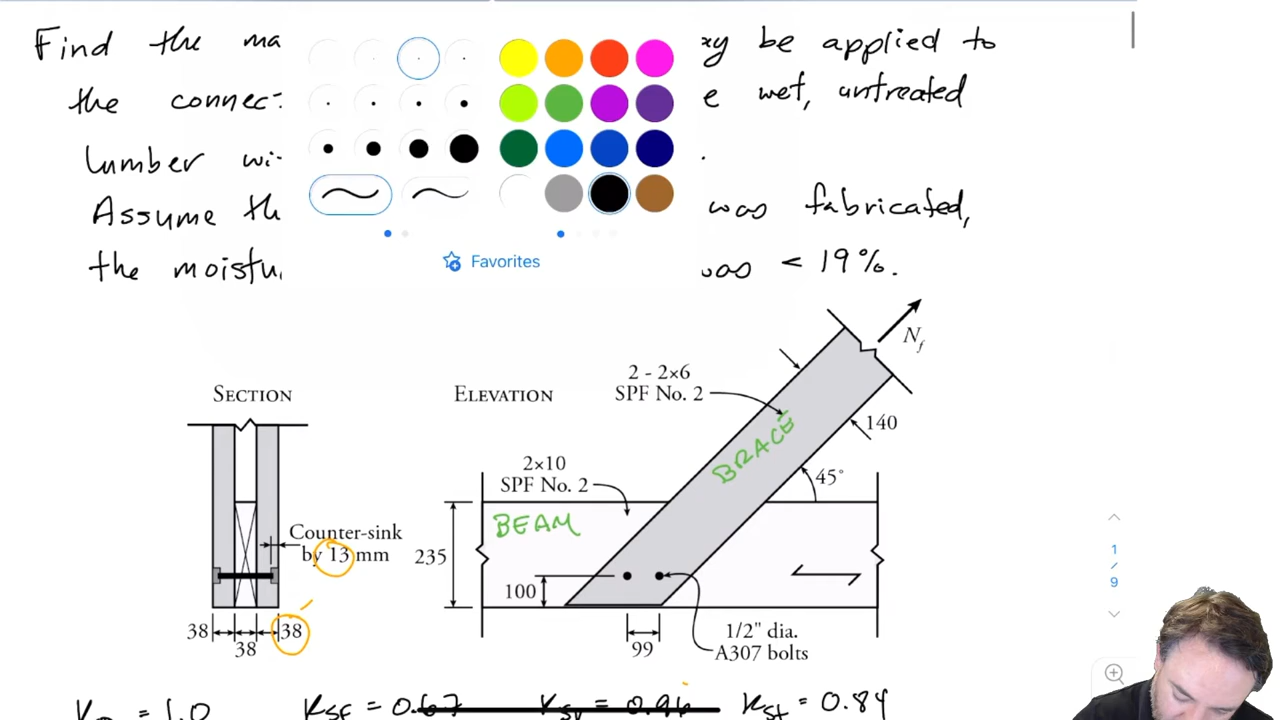 Find the ma xy be applied to
the connec e wet, untreated
lumber wi .
Assume th was fabricated,
the moistu was < 19%.
Favorites
SECTION
ELEVATION
2 - 2×6
SPF No. 2
N_f
BRACE
140
45°
2×10
SPF No. 2
BEAM
Counter-sink
by 13 mm
235
100
38 38 38
99
1/2" dia.
A307 bolts
1
/
9
= 1.0 K_SF = 0.67 = 0.96 K_ST = 0.84